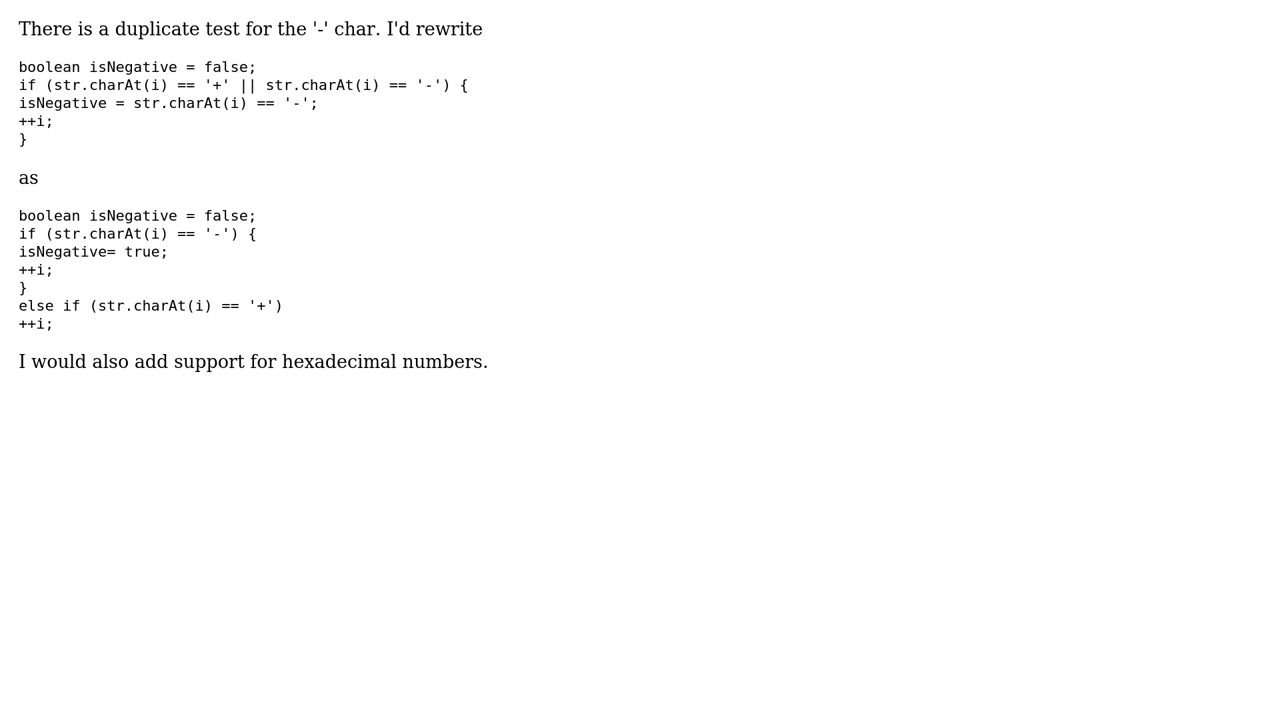 There is a duplicate test for the '-' char. I'd rewrite
boolean isNegative = false;
if (str.charAt(i) == '+' || str.charAt(i) == '-') {
isNegative = str.charAt(i) == '-';
++i;
}
as
boolean isNegative = false;
if (str.charAt(i) == '-') {
isNegative= true;
++i;
}
else if (str.charAt(i) == '+')
++i;
I would also add support for hexadecimal numbers.